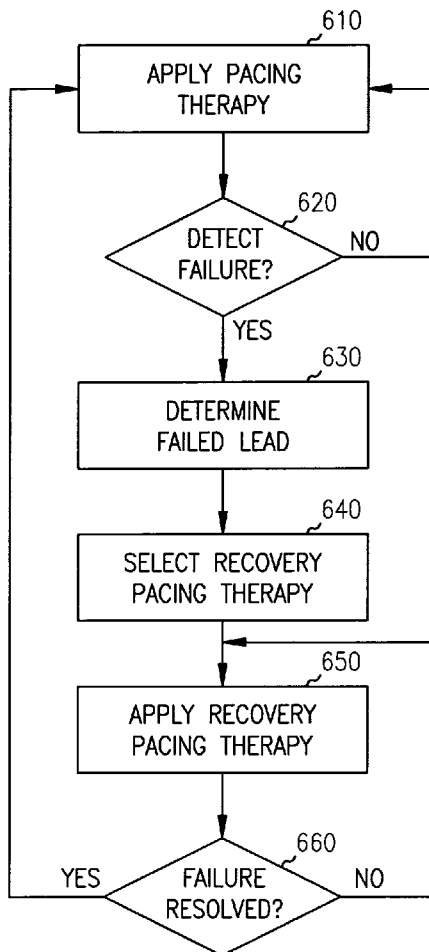 610
APPLY PACING
THERAPY
620
DETECT
FAILURE?
NO
YES
630
DETERMINE
FAILED LEAD
640
SELECT RECOVERY
PACING THERAPY
650
APPLY RECOVERY
PACING THERAPY
660
YES
FAILURE
RESOLVED?
NO